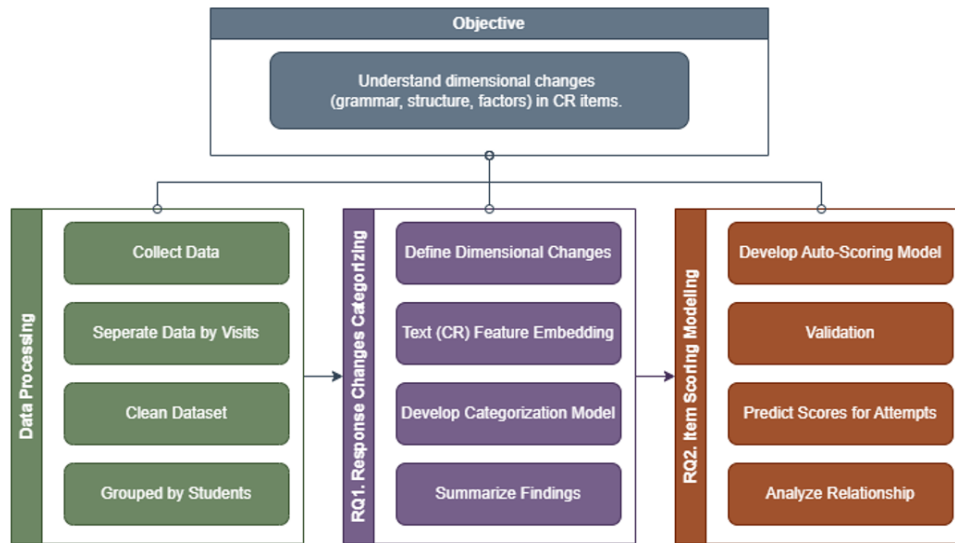 Objective
Understand dimensional changes
(grammar, structure, factors) in CR items.
Data Processing
Collect Data
Seperate Data by Visits
Clean Dataset
Grouped by Students
RQ1. Response Changes Categorizing
Define Dimensional Changes
Text (CR) Feature Embedding
Develop Categorization Model
Summarize Findings
RQ2. Item Scoring Modeling
Develop Auto-Scoring Model
Validation
Predict Scores for Attempts
Analyze Relationship